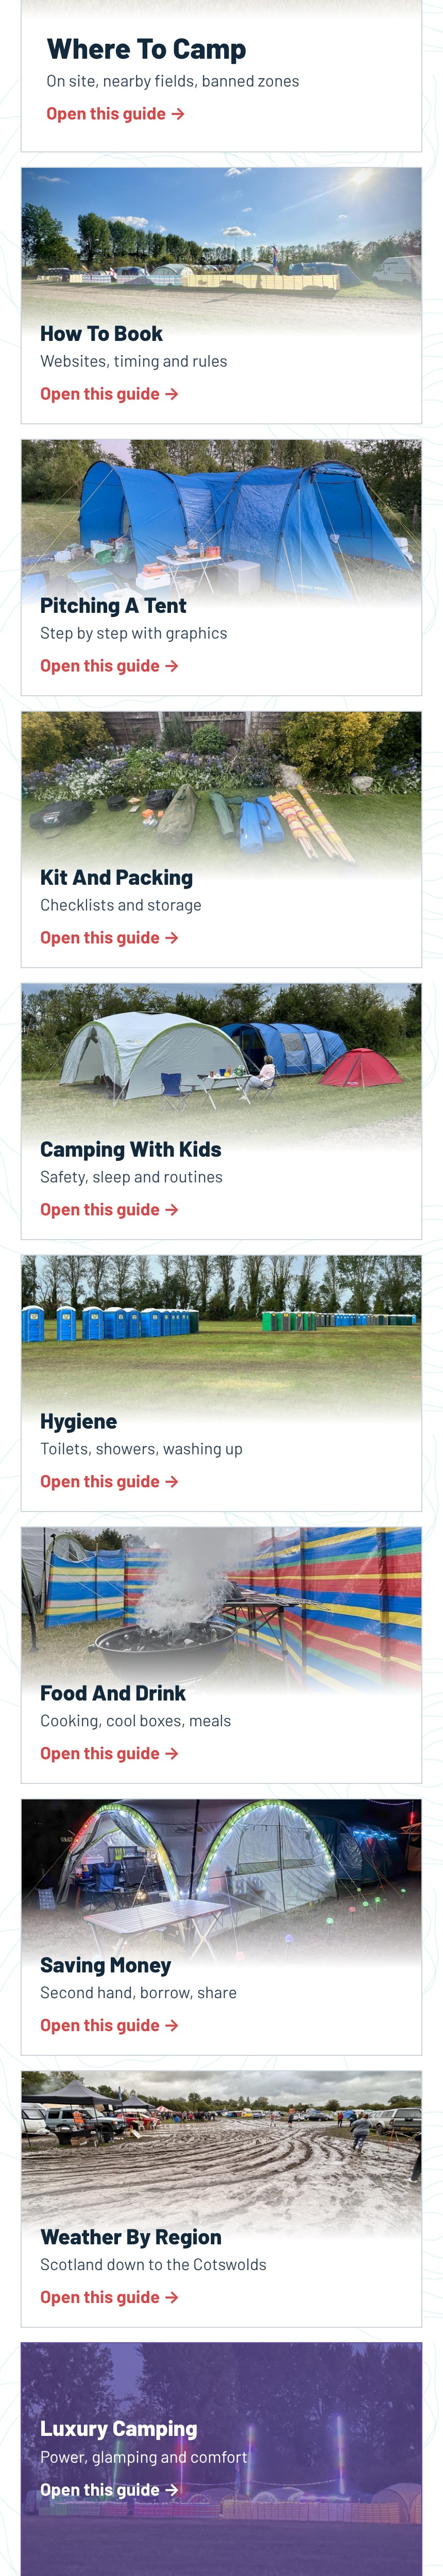 Where To Camp
On site, nearby fields, banned zones
Open this guide →
How To Book
Websites, timing and rules
Open this guide →
Pitching A Tent
Step by step with graphics
Open this guide →
Kit And Packing
Checklists and storage
Open this guide →
Camping With Kids
Safety, sleep and routines
Open this guide →
Hygiene
Toilets, showers, washing up
Open this guide →
Food And Drink
Cooking, cool boxes, meals
Open this guide →
Saving Money
Second hand, borrow, share
Open this guide →
Weather By Region
Scotland down to the Cotswolds
Open this guide →
Luxury Camping
Power, glamping and comfort
Open this guide →